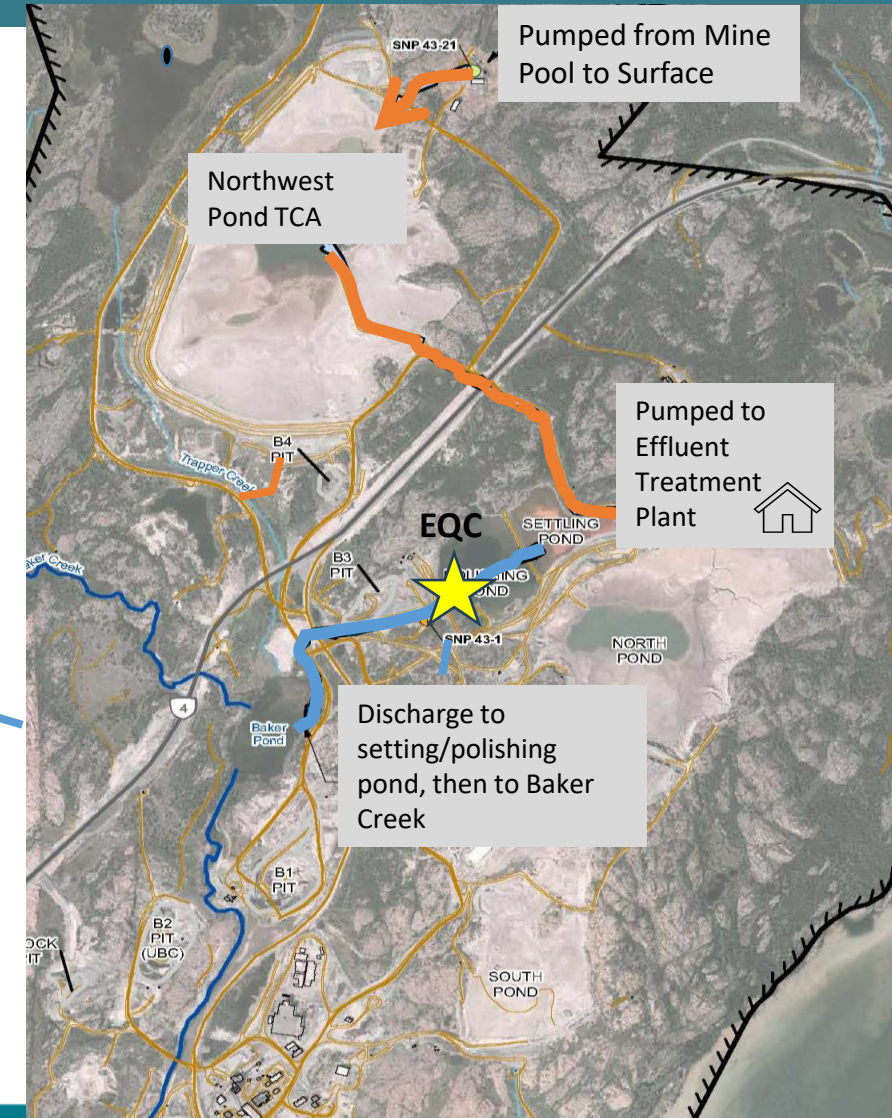 SNP 43-21
Pumped from Mine
Pool to Surface
Northwest
Pond TCA
Pumped to
Effluent
Treatment
Plant
B4
PIT
Trapper Creek
EQC
SETTLING
POND
B3
PIT
SNP 43-1
NORTH
POND
4
Baker
Pond
Discharge to
setting/polishing
pond, then to Baker
Creek
B1
PIT
B2
PIT
(UBC)
SOUTH
POND